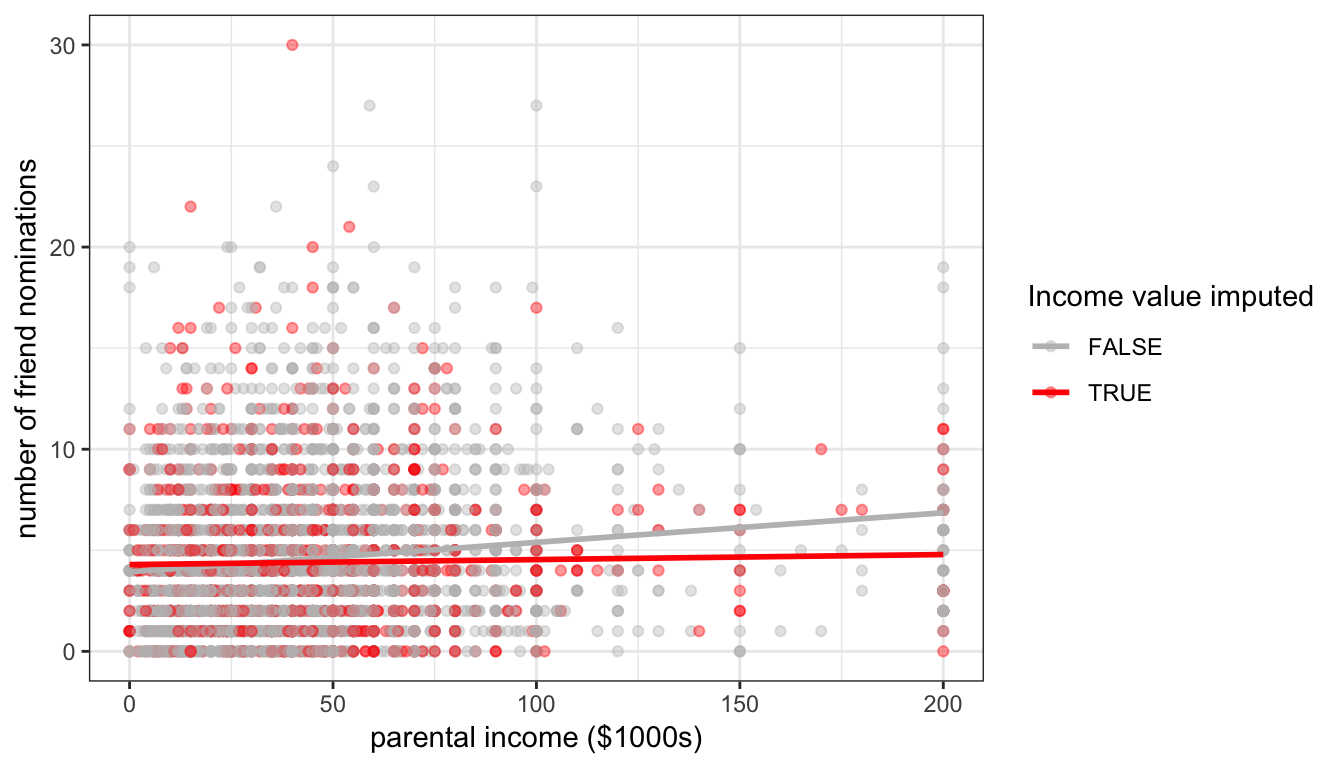 30
20
10
0
number of friend nominations
0 50 100 150 200
parental income ($1000s)
Income value imputed
FALSE
TRUE